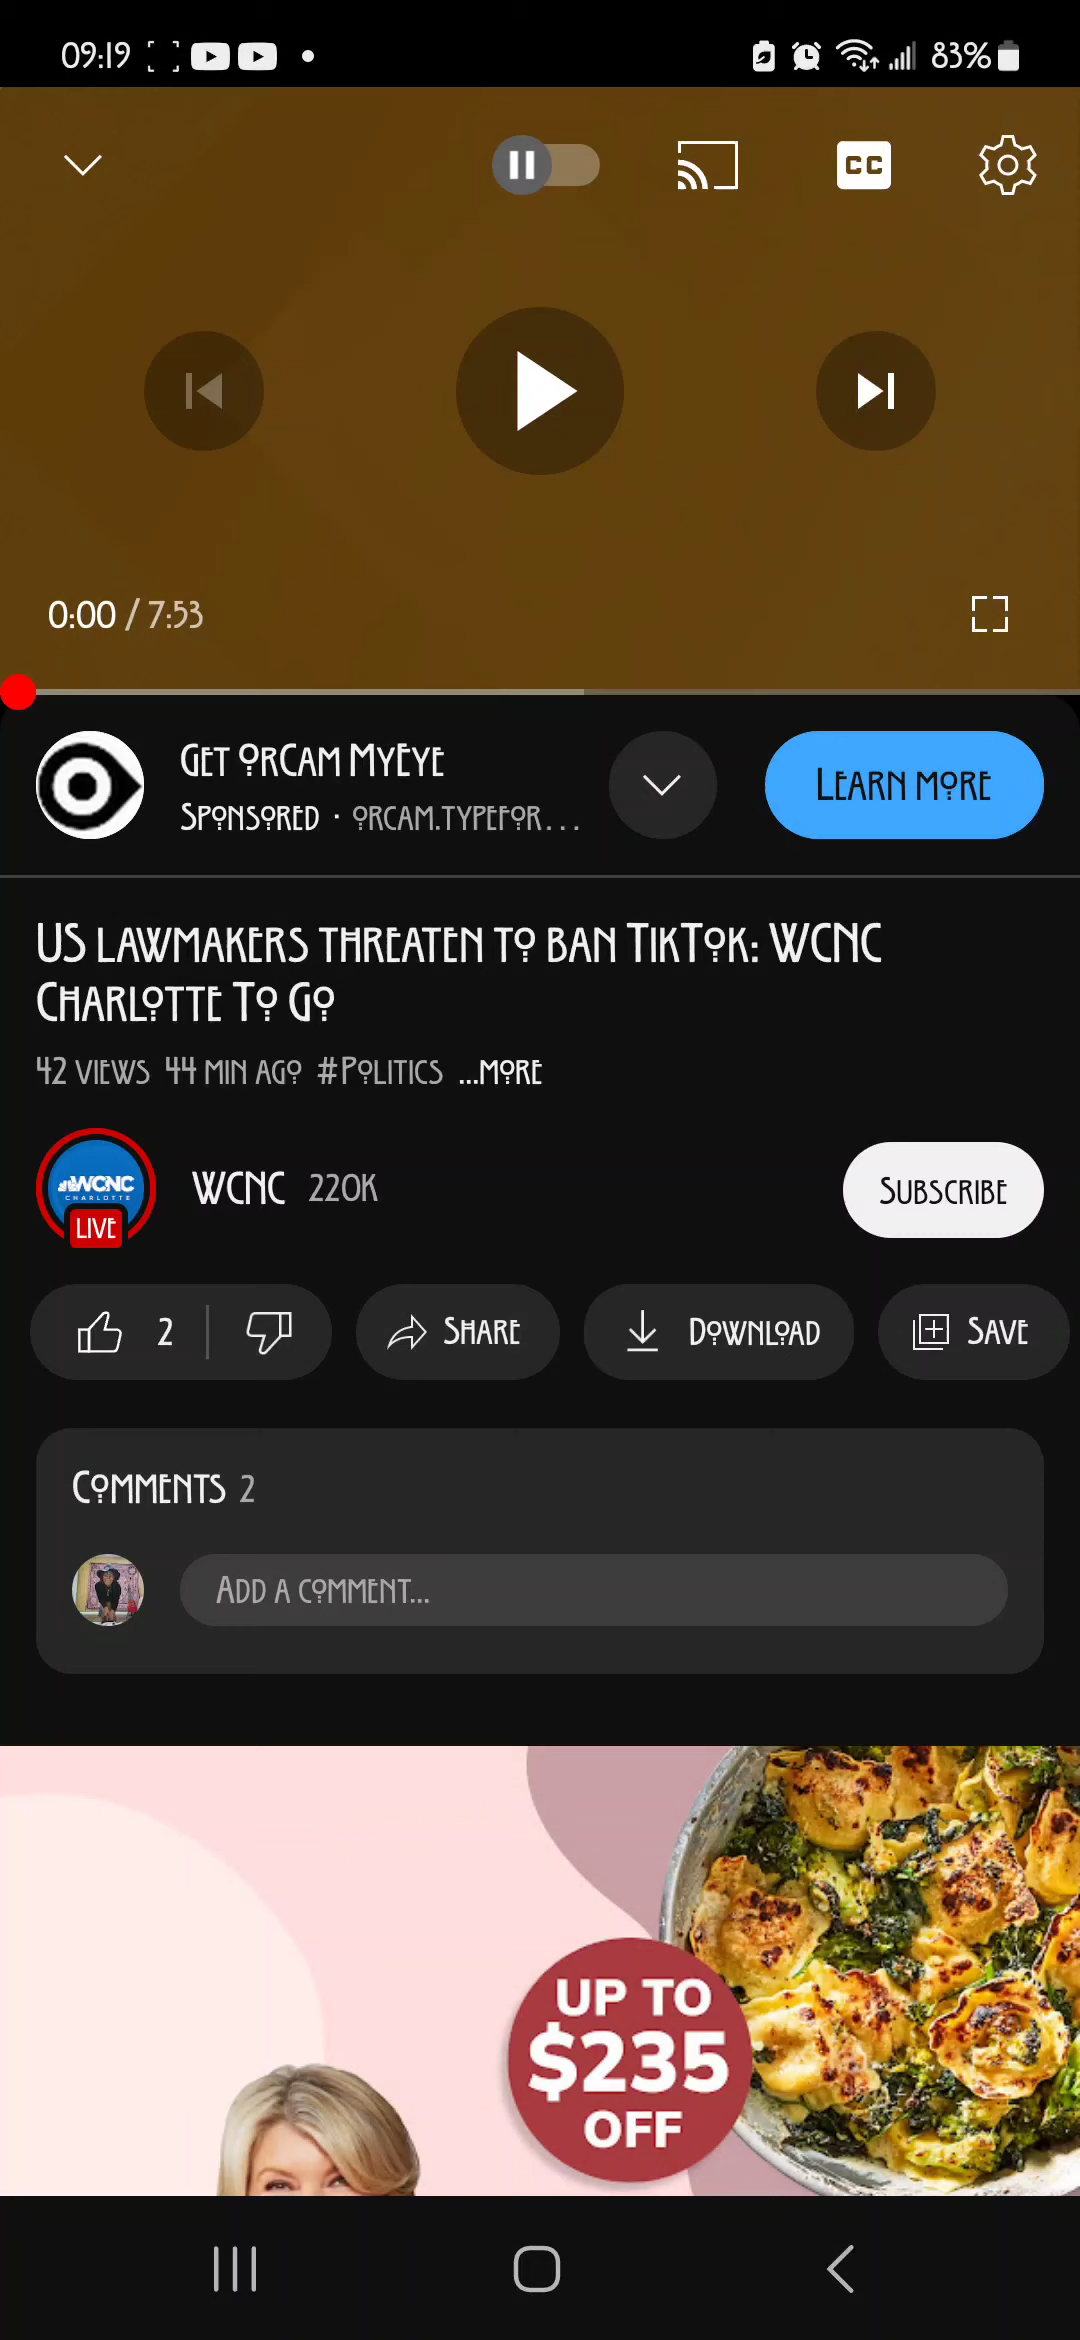 09:19
83%
CC
0:00 / 7:53
Get OrCam MyEye
Sponsored · orcam.typefor...
Learn more
US lawmakers threaten to ban TikTok: WCNC
Charlotte To Go
42 views 44 min ago #Politics ...more
WCNC
CHARLOTTE
LIVE
WCNC 220K
Subscribe
2
Share
Download
Save
Comments 2
Add a comment...
UP TO
$235
OFF